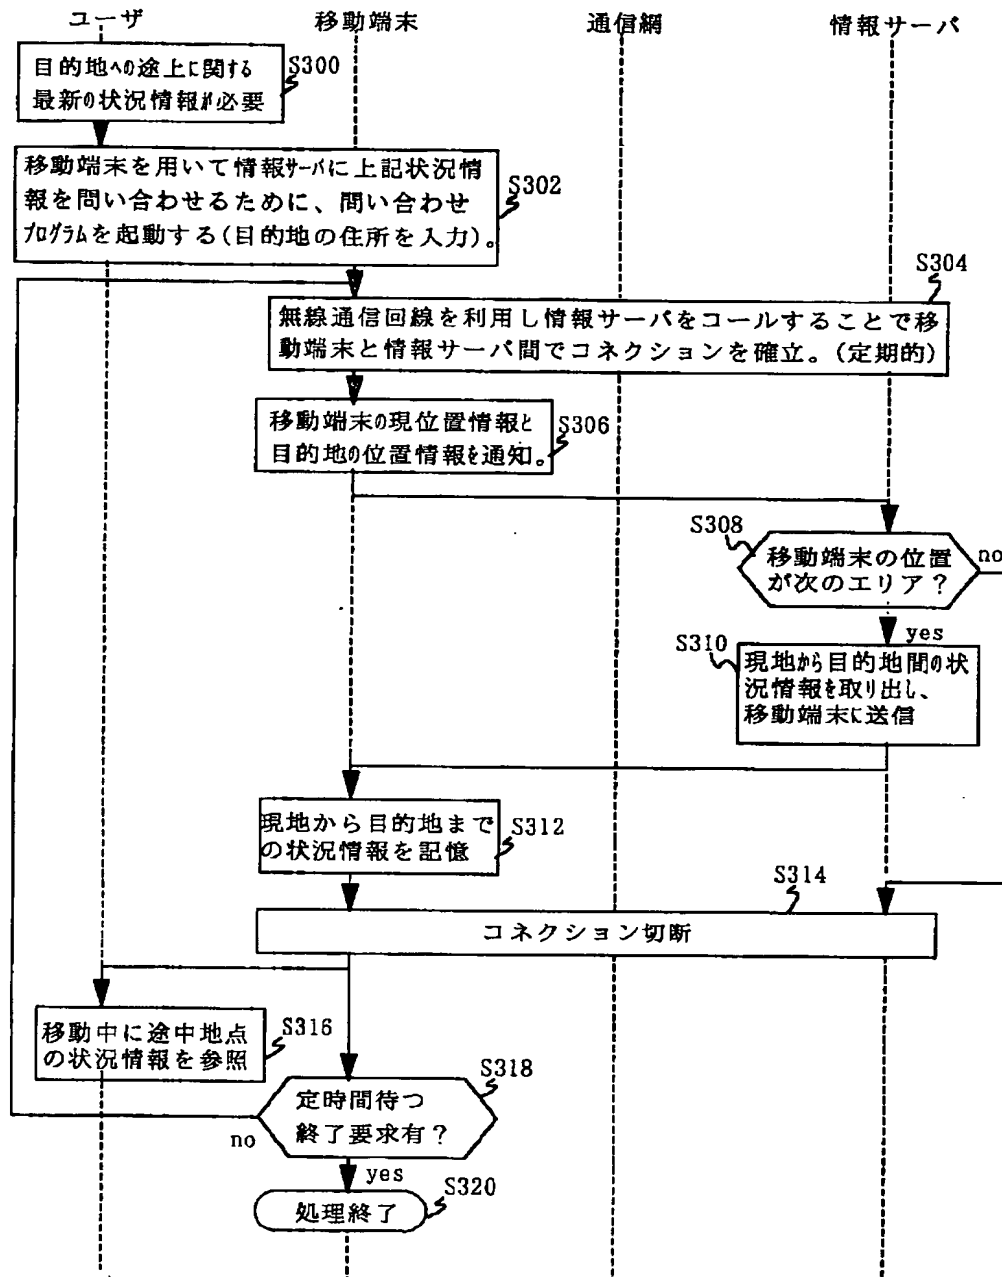 ユーザ
移動端末
通信網
情報サーバ
目的地への途上に関する
最新の状況情報が必要
S300
移動端末を用いて情報サーバに上記状況情
報を問い合わせるために、問い合わせ
プログラムを起動する(目的地の住所を入力)。
S302
S304
無線通信回線を利用し情報サーバをコールすることで移
動端末と情報サーバ間でコネクションを確立。(定期的)
移動端末の現位置情報と
目的地の位置情報を通知。
S306
S308
移動端末の位置
が次のエリア?
no
yes
S310
現地から目的地間の状
況情報を取り出し、
移動端末に送信
現地から目的地まで
の状況情報を記憶
S312
S314
コネクション切断
移動中に途中地点
の状況情報を参照
S316
S318
定時間待つ
終了要求有?
no
yes
S320
処理終了